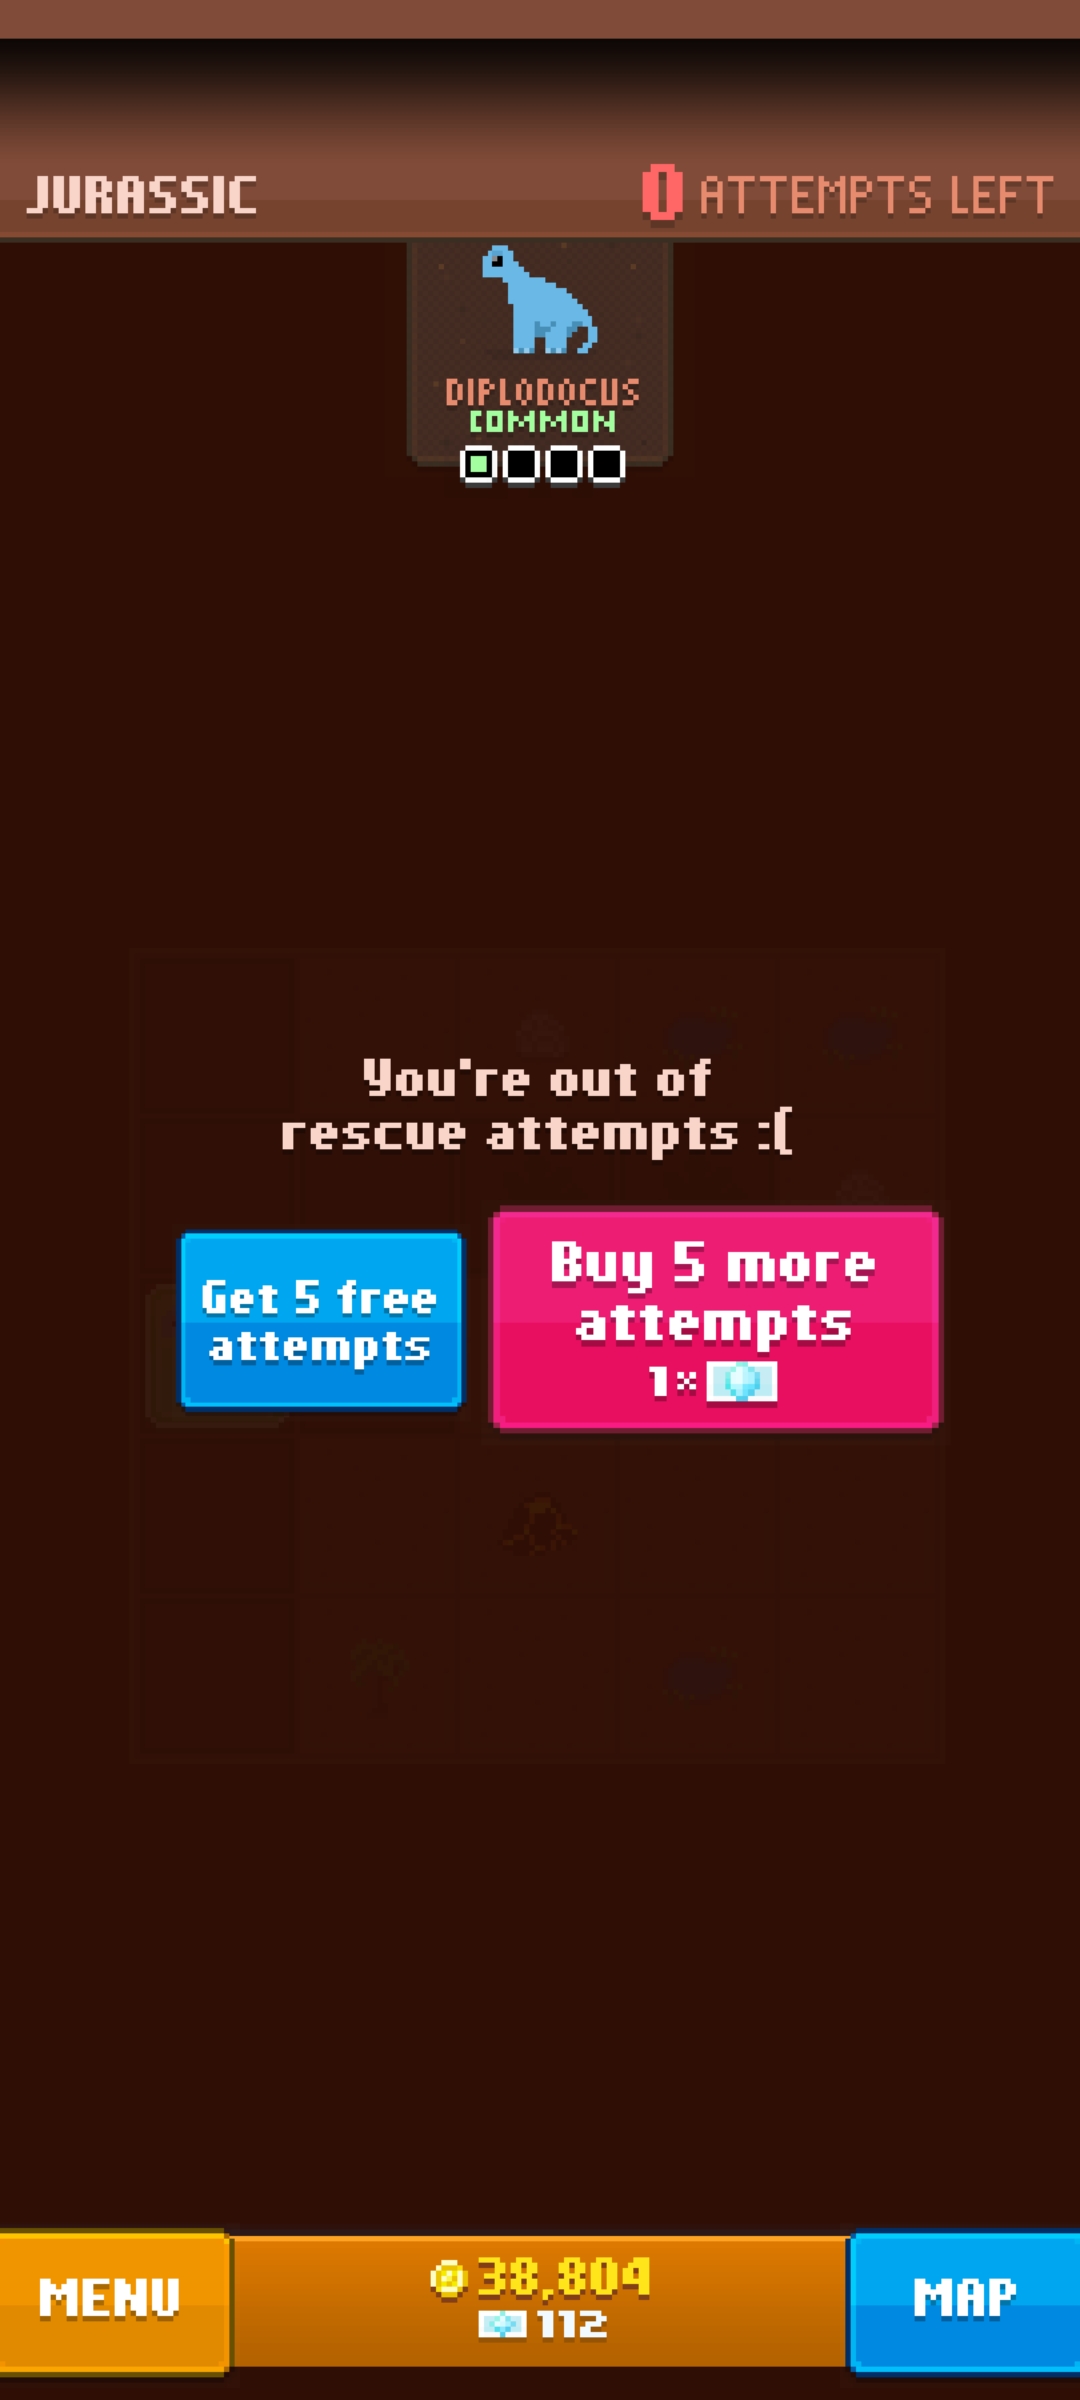 JURASSIC
0 ATTEMPTS LEFT
DIPLODOCUS
COMMON
You're out of
rescue attempts :(
Get 5 free
attempts
Buy 5 more
attempts
1×
MENU
38,804
112
MAP